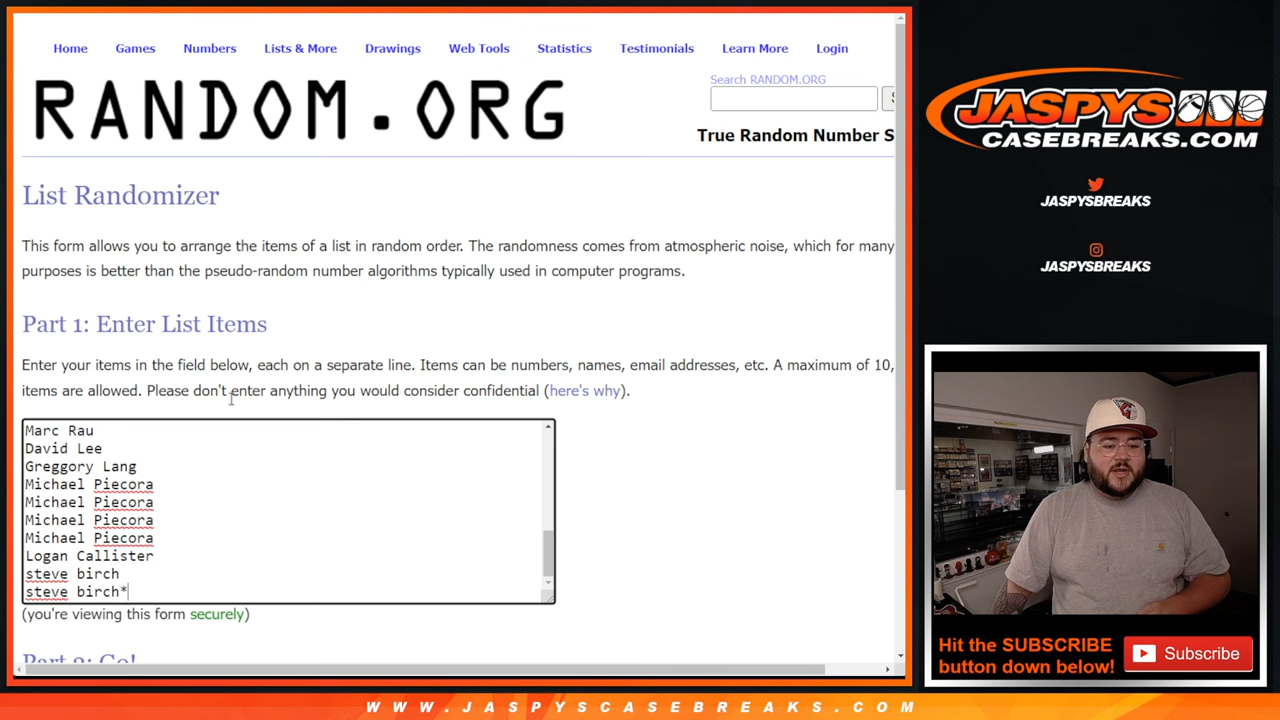 Home Games Numbers Lists & More Drawings Web Tools Statistics Testimonials Learn More Login
Search RANDOM.ORG
RANDOM.ORG
True Random Number S
List Randomizer
This form allows you to arrange the items of a list in random order. The randomness comes from atmospheric noise, which for many
purposes is better than the pseudo-random number algorithms typically used in computer programs.
Part 1: Enter List Items
Enter your items in the field below, each on a separate line. Items can be numbers, names, email addresses, etc. A maximum of 10,
items are allowed. Please don't enter anything you would consider confidential (here's why).
Marc Rau
David Lee
Greggory Lang
Michael Piecora
Michael Piecora
Michael Piecora
Michael Piecora
Logan Callister
steve birch
steve birch*
(you're viewing this form securely)
Part 2: Go!
JASPYS
CASEBREAKS.COM
JASPYSBREAKS
JASPYSBREAKS
Hit the SUBSCRIBE
button down below!
Subscribe
WWW.JASPYSCASEBREAKS.COM